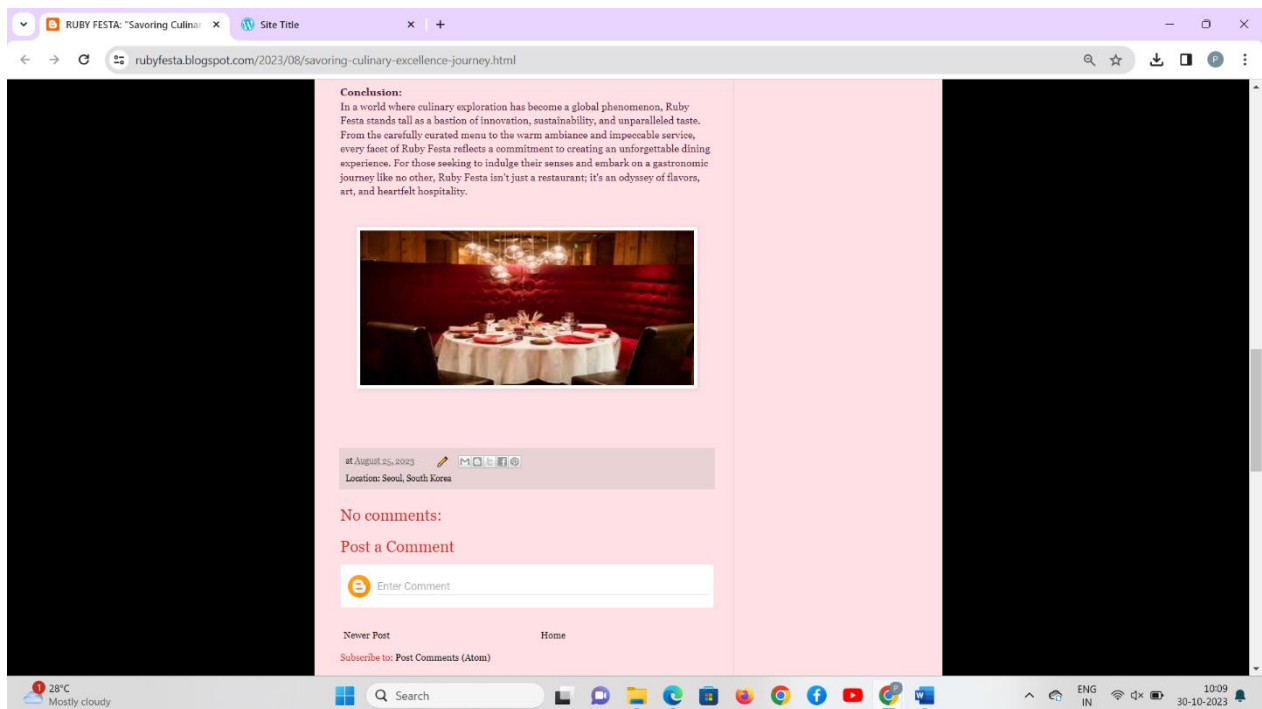 RUBY FESTA: "Savoring Culinar
Site Title
rubyfesta.blogspot.com/2023/08/savoring-culinary-excellence-journey.html
P
Conclusion:
In a world where culinary exploration has become a global phenomenon, Ruby
Festa stands tall as a bastion of innovation, sustainability, and unparalleled taste.
From the carefully curated menu to the warm ambiance and impeccable service,
every facet of Ruby Festa reflects a commitment to creating an unforgettable dining
experience. For those seeking to indulge their senses and embark on a gastronomic
journey like no other, Ruby Festa isn't just a restaurant; it's an odyssey of flavors,
art, and heartfelt hospitality.
at August 25, 2023
Location: Seoul, South Korea
No comments:
Post a Comment
Enter Comment
Newer Post Home
Subscribe to: Post Comments (Atom)
1
28°C
Mostly cloudy
Search
ENG
IN
10:09
30-10-2023